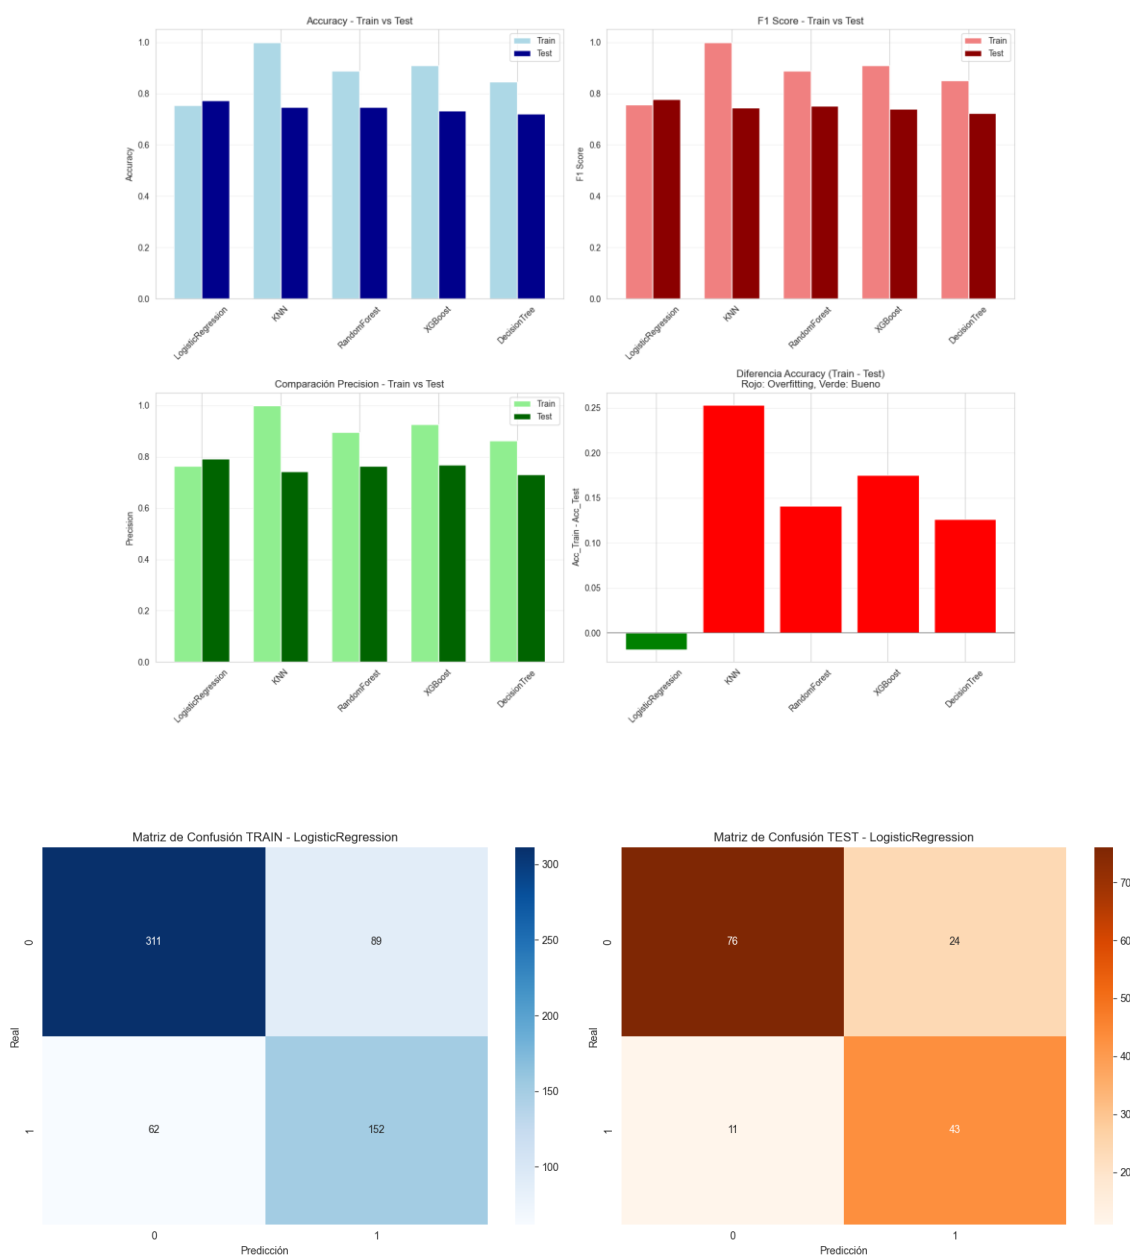 Accuracy - Train vs Test
Train
Test
1.0
0.8
0.6
0.4
0.2
0.0
Accuracy
LogisticRegression
KNN
RandomForest
XGBoost
DecisionTree
F1 Score - Train vs Test
Train
Test
1.0
0.8
0.6
0.4
0.2
0.0
F1 Score
LogisticRegression
KNN
RandomForest
XGBoost
DecisionTree
Comparación Precision - Train vs Test
Train
Test
1.0
0.8
0.6
0.4
0.2
0.0
Precision
LogisticRegression
KNN
RandomForest
XGBoost
DecisionTree
Diferencia Accuracy (Train - Test)
Rojo: Overfitting, Verde: Bueno
0.25
0.20
0.15
0.10
0.05
0.00
Acc_Train - Acc_Test
LogisticRegression
KNN
RandomForest
XGBoost
DecisionTree
Matriz de Confusión TRAIN - LogisticRegression
0
311
89
Real
1
62
152
0
1
Predicción
300
250
200
150
100
Matriz de Confusión TEST - LogisticRegression
0
76
24
Real
1
11
43
0
1
Predicción
70
60
50
40
30
20